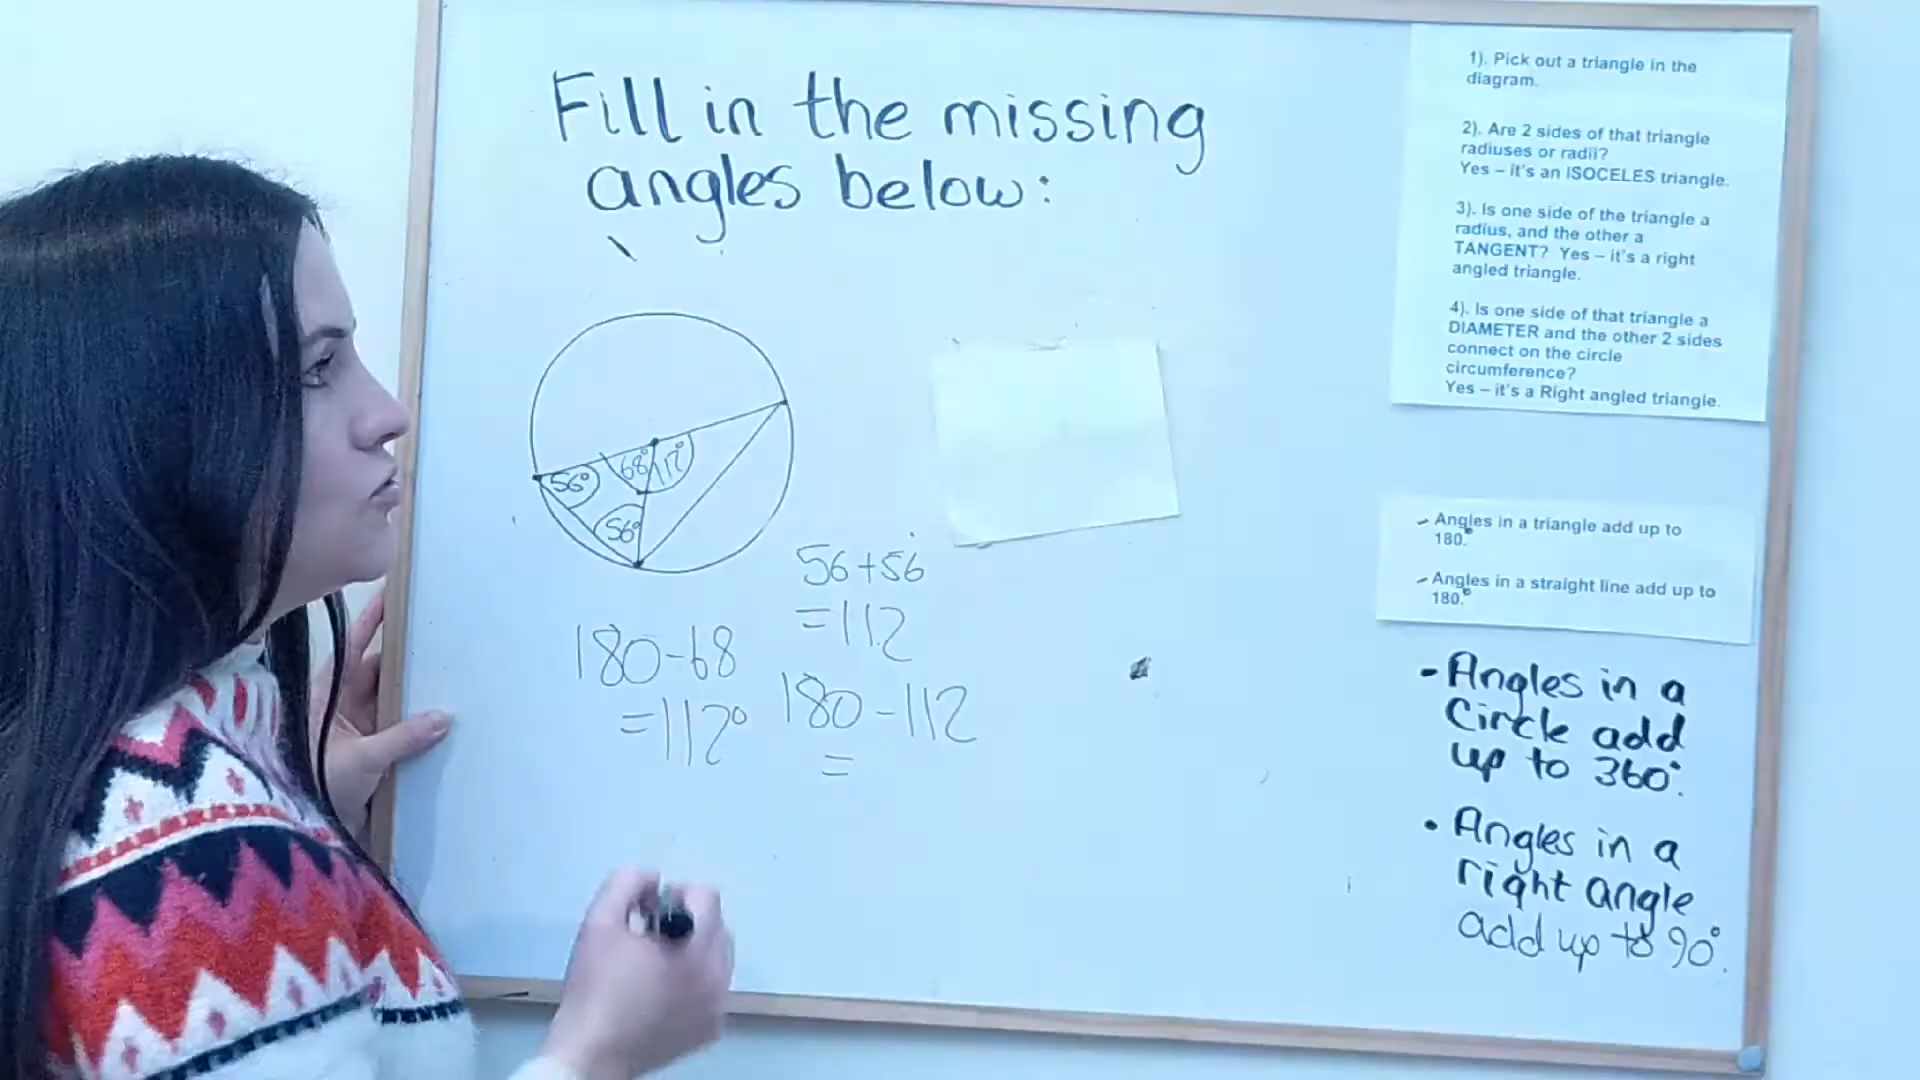 Fill in the missing
angles below:
56°
68°
112°
56°
56+56
=112
180-68
=112°
180-112
=
1). Pick out a triangle in the
diagram.
2). Are 2 sides of that triangle
radiuses or radii?
Yes – it's an ISOCELES triangle.
3). Is one side of the triangle a
radius, and the other a
TANGENT? Yes – it's a right
angled triangle.
4). Is one side of that triangle a
DIAMETER and the other 2 sides
connect on the circle
circumference?
Yes – it's a Right angled triangle.
- Angles in a triangle add up to
180.°
- Angles in a straight line add up to
180.°
- Angles in a
Circle add
up to 360°.
• Angles in a
right angle
add up to 90°.